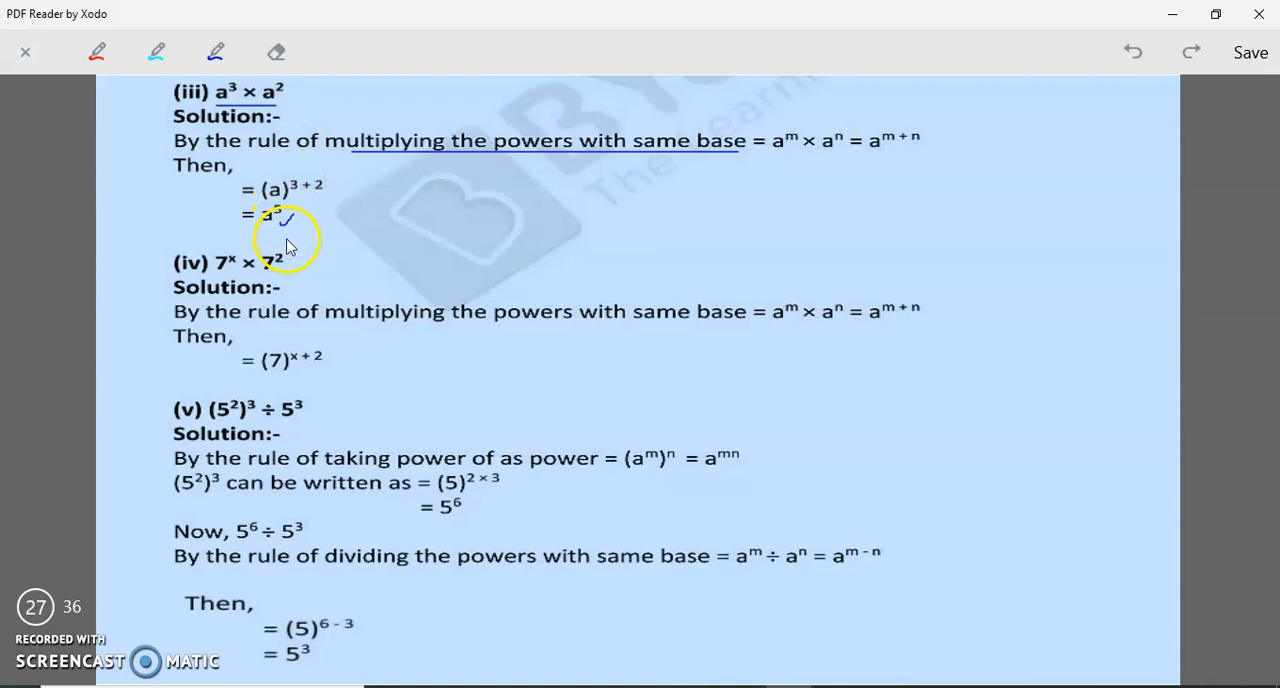 PDF Reader by Xodo
Save
(iii) a³ × a²
Solution:-
By the rule of multiplying the powers with same base = aᵐ × aⁿ = aᵐ ⁺ ⁿ
Then,
= (a)³ ⁺ ²
= a⁵
(iv) 7ˣ × 7²
Solution:-
By the rule of multiplying the powers with same base = aᵐ × aⁿ = aᵐ ⁺ ⁿ
Then,
= (7)ˣ ⁺ ²
(v) (5²)³ ÷ 5³
Solution:-
By the rule of taking power of as power = (aᵐ)ⁿ = aᵐⁿ
(5²)³ can be written as = (5)² ˣ ³
= 5⁶
Now, 5⁶ ÷ 5³
By the rule of dividing the powers with same base = aᵐ ÷ aⁿ = aᵐ ⁻ ⁿ
Then,
= (5)⁶ ⁻ ³
= 5³
27 36
RECORDED WITH
SCREENCAST MATIC
The Learni